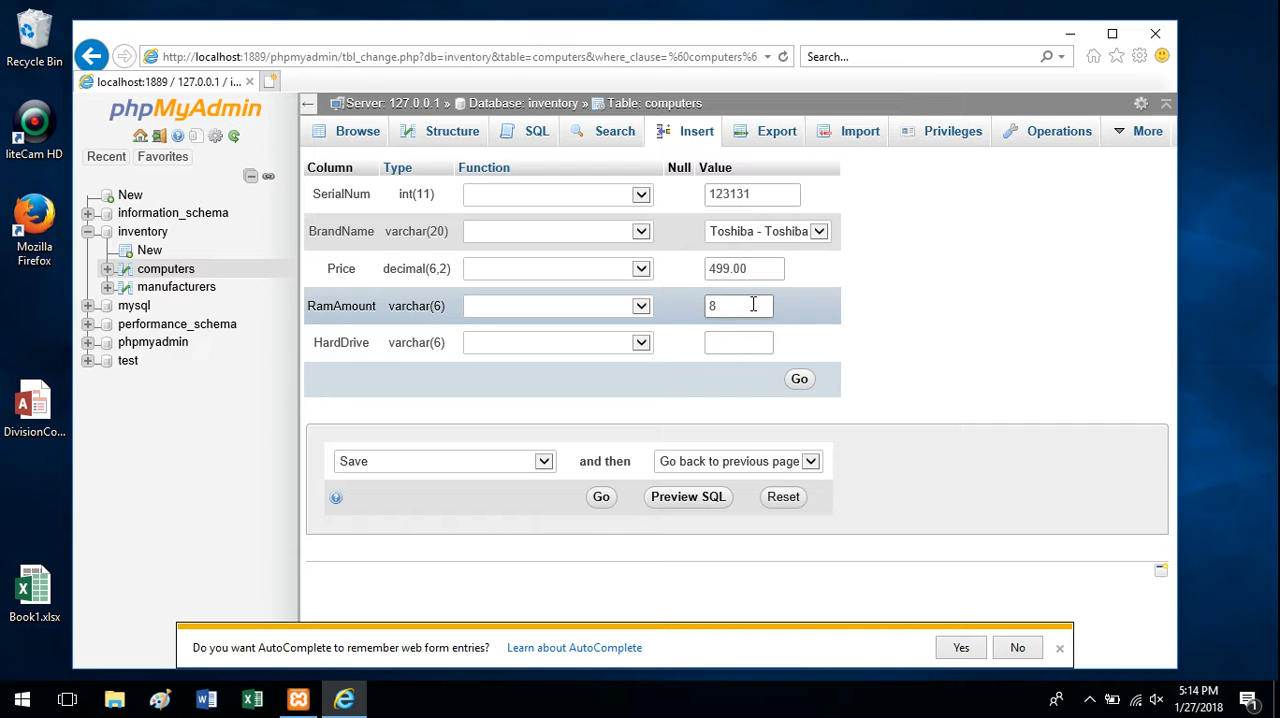 Recycle Bin
liteCam HD
Mozilla
Firefox
DivisionCo...
Book1.xlsx
http://localhost:1889/phpmyadmin/tbl_change.php?db=inventory&table=computers&where_clause=%60computers%6
Search...
localhost:1889 / 127.0.0.1 / i...
phpMyAdmin
Recent Favorites
New
information_schema
inventory
New
computers
manufacturers
mysql
performance_schema
phpmyadmin
test
Server: 127.0.0.1 » Database: inventory » Table: computers
Browse Structure SQL Search Insert Export Import Privileges Operations More
Column Type Function Null Value
SerialNum int(11) 123131
BrandName varchar(20) Toshiba - Toshiba
Price decimal(6,2) 499.00
RamAmount varchar(6) 8
HardDrive varchar(6)
Go
Save and then Go back to previous page
Go Preview SQL Reset
Do you want AutoComplete to remember web form entries? Learn about AutoComplete Yes No
5:14 PM
1/27/2018
1